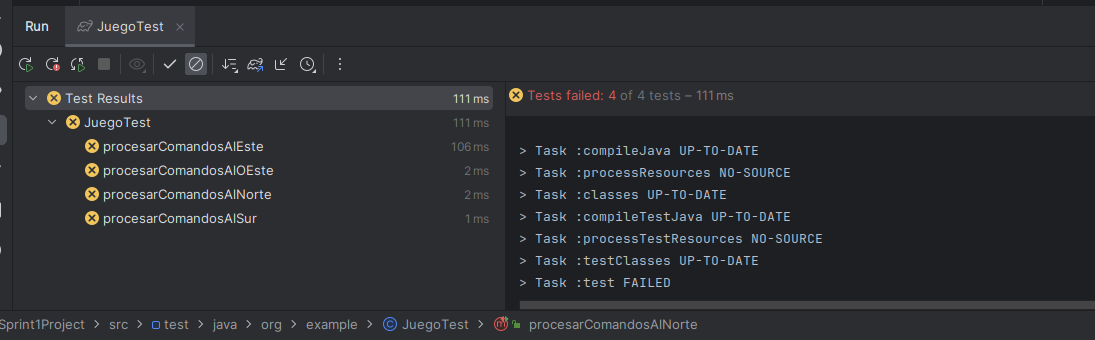 Run JuegoTest
Test Results 111 ms
JuegoTest 111 ms
procesarComandosAlEste 106 ms
procesarComandosAlOEste 2 ms
procesarComandosAlNorte 2 ms
procesarComandosAlSur 1 ms
Tests failed: 4 of 4 tests – 111 ms
> Task :compileJava UP-TO-DATE
> Task :processResources NO-SOURCE
> Task :classes UP-TO-DATE
> Task :compileTestJava UP-TO-DATE
> Task :processTestResources NO-SOURCE
> Task :testClasses UP-TO-DATE
> Task :test FAILED
Sprint1Project > src > test > java > org > example > JuegoTest > procesarComandosAlNorte